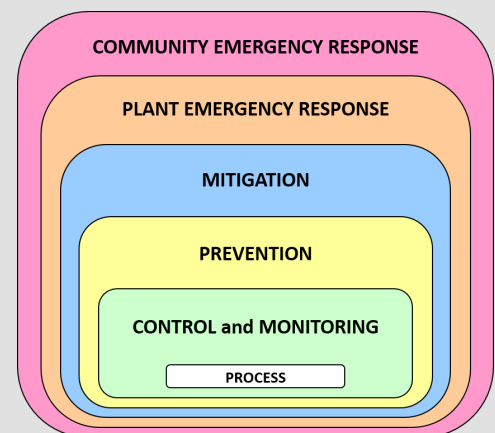 COMMUNITY EMERGENCY RESPONSE
PLANT EMERGENCY RESPONSE
MITIGATION
PREVENTION
CONTROL and MONITORING
PROCESS